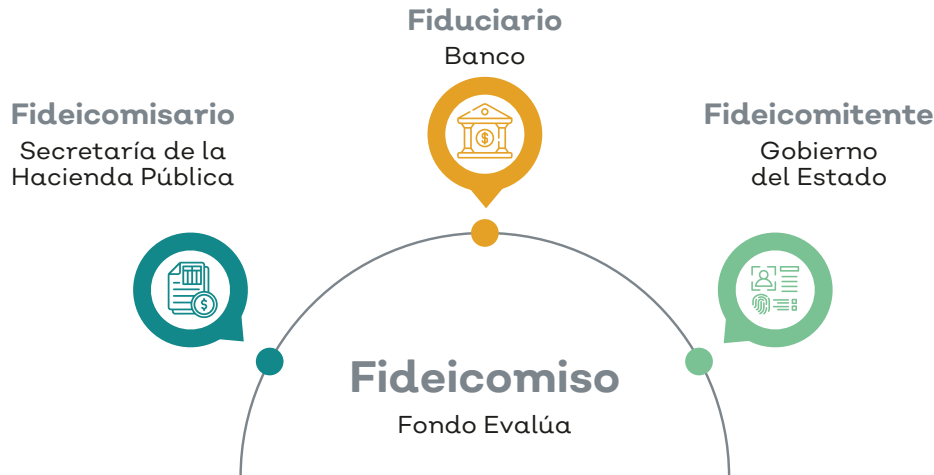 Fiduciario
Banco
Fideicomisario
Secretaría de la
Hacienda Pública
Fideicomitente
Gobierno
del Estado
Fideicomiso
Fondo Evalúa